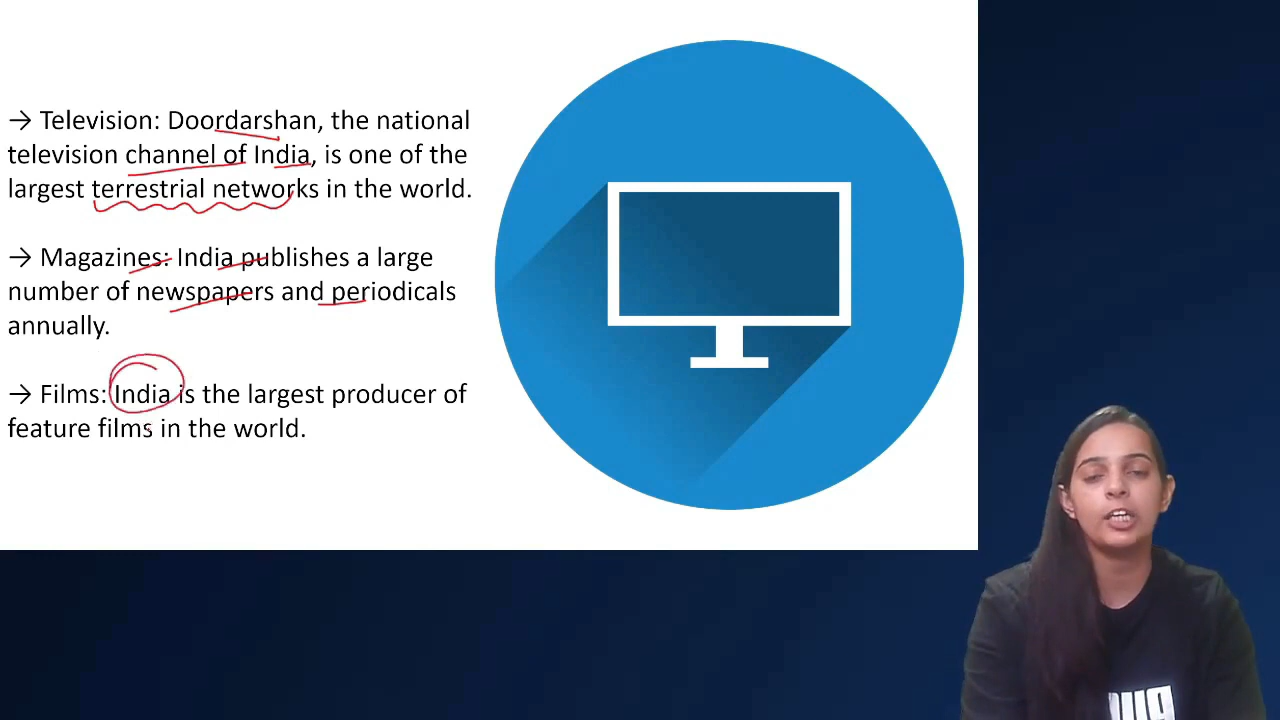 → Television: Doordarshan, the national
television channel of India, is one of the
largest terrestrial networks in the world.
→ Magazines: India publishes a large
number of newspapers and periodicals
annually.
→ Films: India is the largest producer of
feature films in the world.